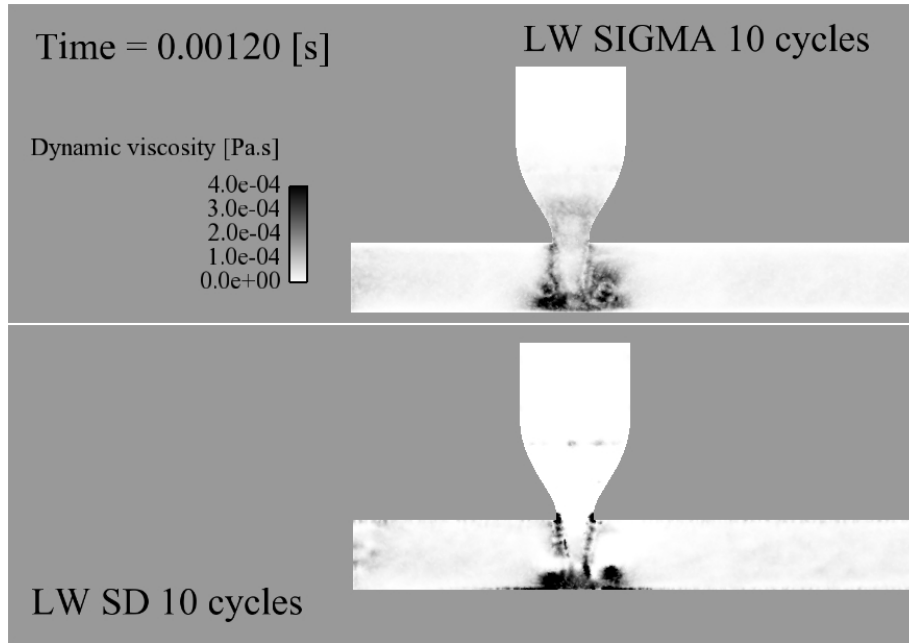 Time = 0.00120 [s]
LW SIGMA 10 cycles
Dynamic viscosity [Pa.s]
4.0e-04
3.0e-04
2.0e-04
1.0e-04
0.0e+00
LW SD 10 cycles